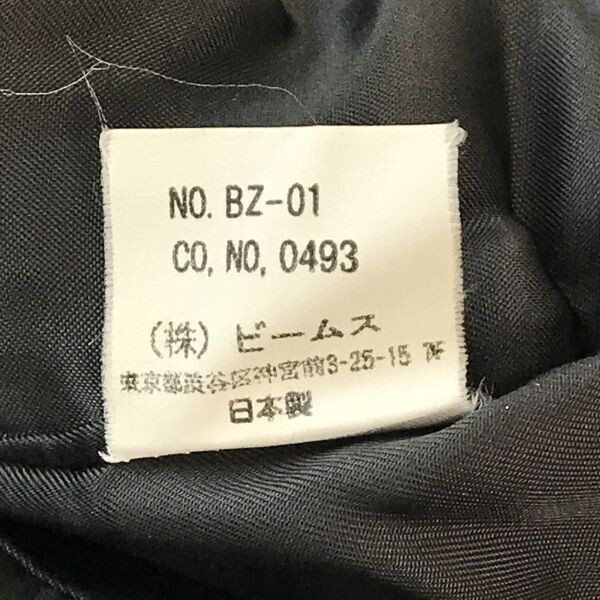 NO. BZ-01
CO, NO, 0493
(株) ビームス
東京都渋谷区神宮前3-25-15 7F
日本製